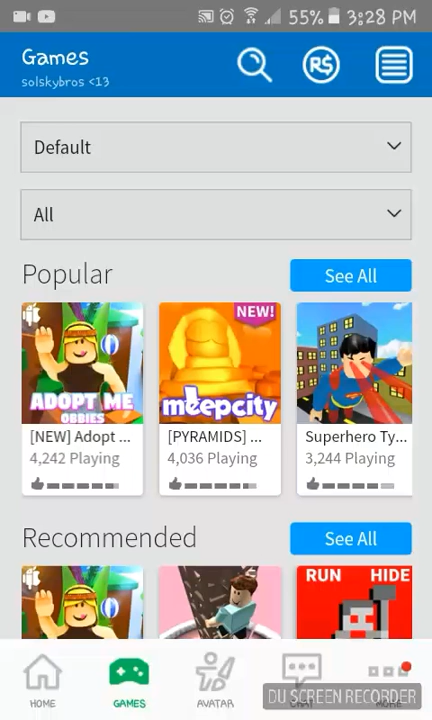 55% 3:28 PM
Games
solskybros <13
R$
Default
All
Popular
See All
NEW!
ADOPT ME
OBBIES
meepcity
[NEW] Adopt ...
[PYRAMIDS] ...
Superhero Ty...
4,242 Playing
4,036 Playing
3,244 Playing
Recommended
See All
RUN HIDE
HOME
GAMES
AVATAR
CHAT
MORE
DU SCREEN RECORDER